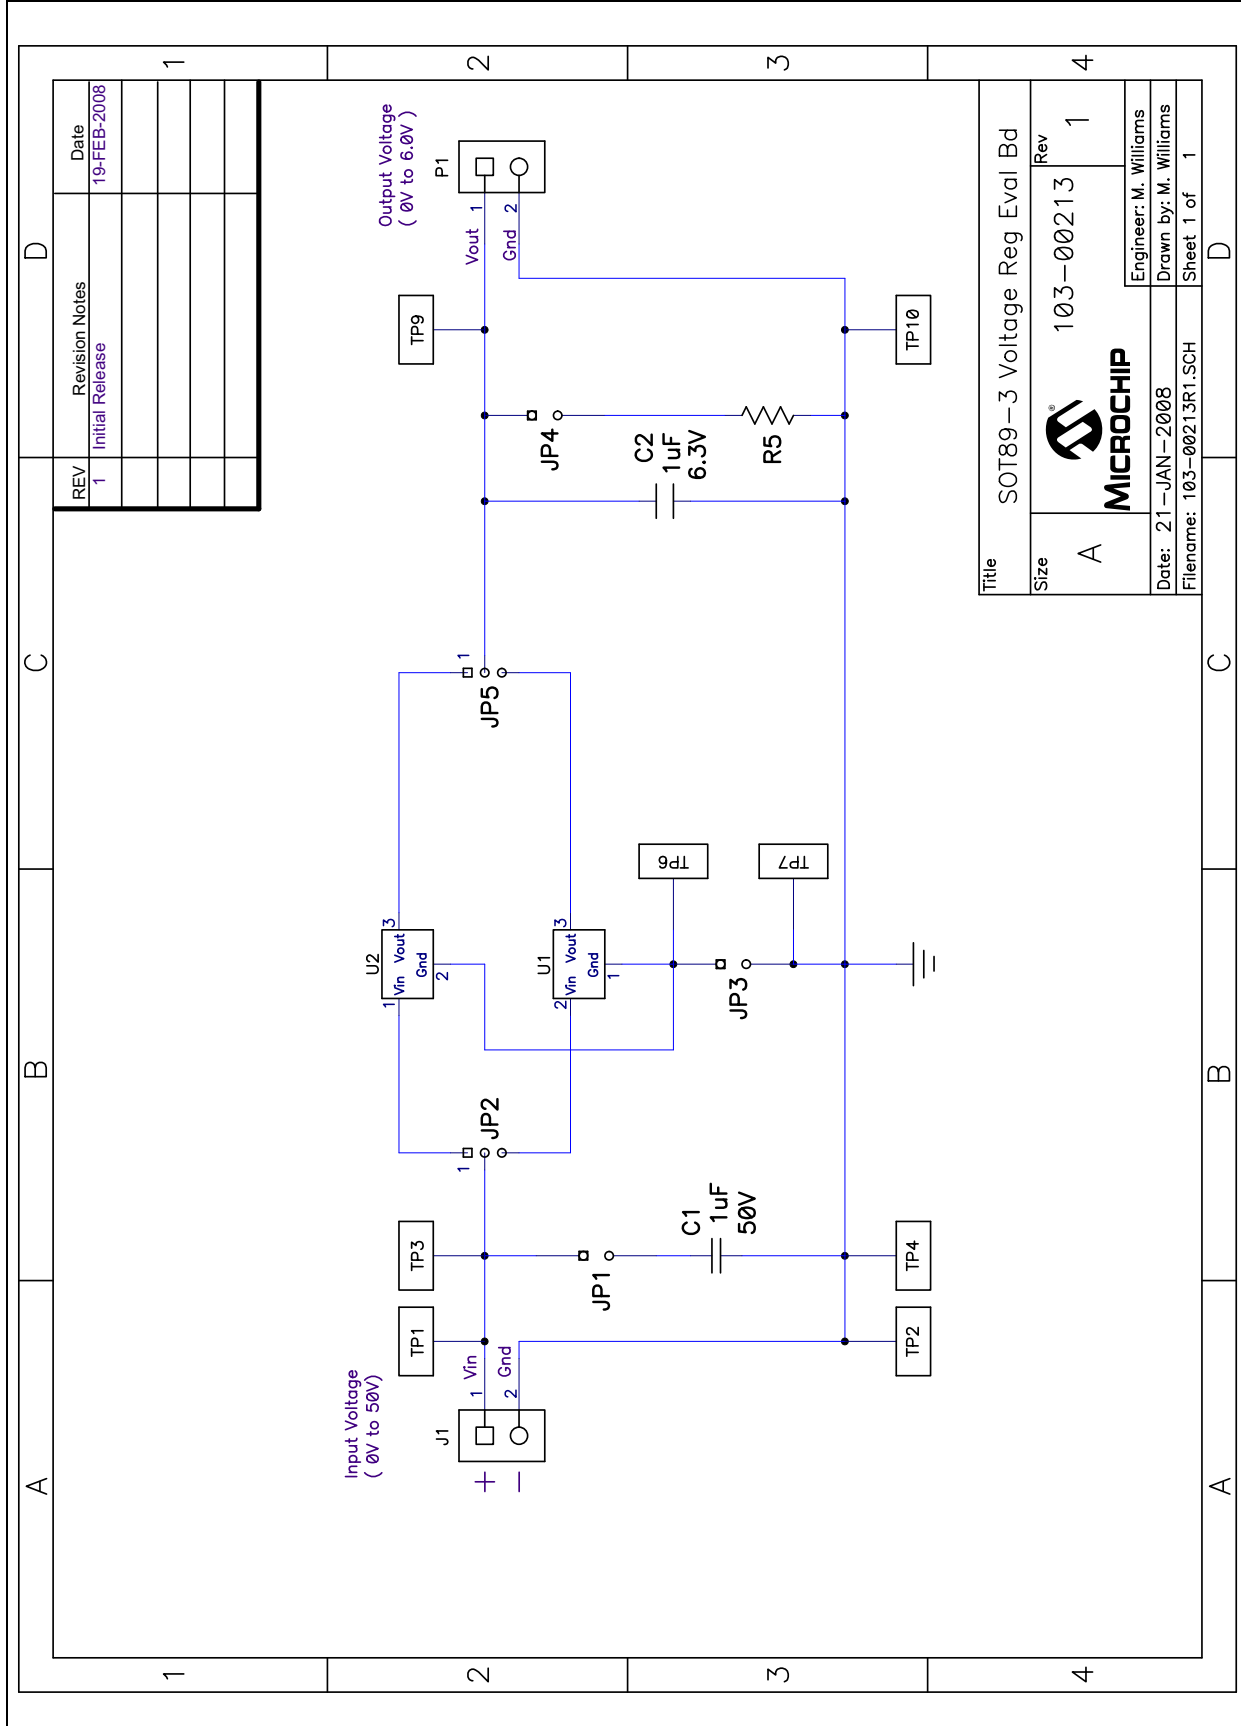 A
B
C
D
1
2
3
4
REV
Revision Notes
Date
1
Initial Release
19-FEB-2008
Input Voltage
( 0V to 50V)
J1
+
-
1
Vin
2
Gnd
TP1
TP3
TP2
TP4
JP1
C1
1uF
50V
1
JP2
U2
1
Vin
Vout
3
Gnd
2
U1
2
Vin
Vout
3
Gnd
1
TP6
TP7
JP3
1
JP5
C2
1uF
6.3V
JP4
R5
TP9
TP10
Output Voltage
( 0V to 6.0V )
Vout
1
Gnd
2
P1
Title
SOT89-3 Voltage Reg Eval Bd
Size
A
®
MICROCHIP
103-00213
Rev
1
Engineer: M. Williams
Date: 21-JAN-2008
Drawn by: M. Williams
Filename: 103-00213R1.SCH
Sheet 1 of 1
1
2
3
4
A
B
C
D